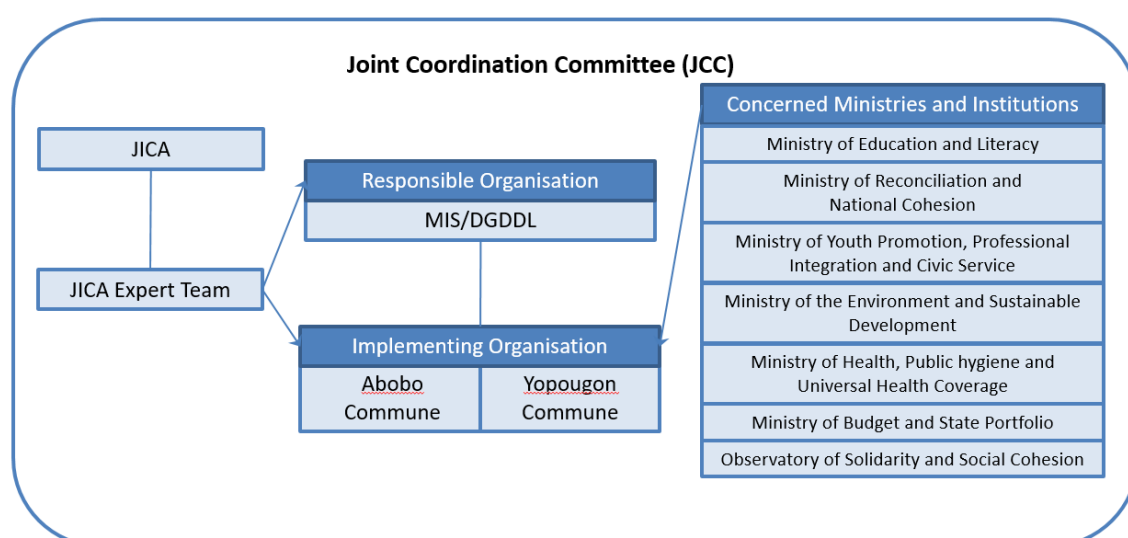 Joint Coordination Committee (JCC)
JICA
JICA Expert Team
Responsible Organisation
MIS/DGDDL
Implementing Organisation
Abobo
Commune
Yopougon
Commune
Concerned Ministries and Institutions
Ministry of Education and Literacy
Ministry of Reconciliation and
National Cohesion
Ministry of Youth Promotion, Professional
Integration and Civic Service
Ministry of the Environment and Sustainable
Development
Ministry of Health, Public hygiene and
Universal Health Coverage
Ministry of Budget and State Portfolio
Observatory of Solidarity and Social Cohesion